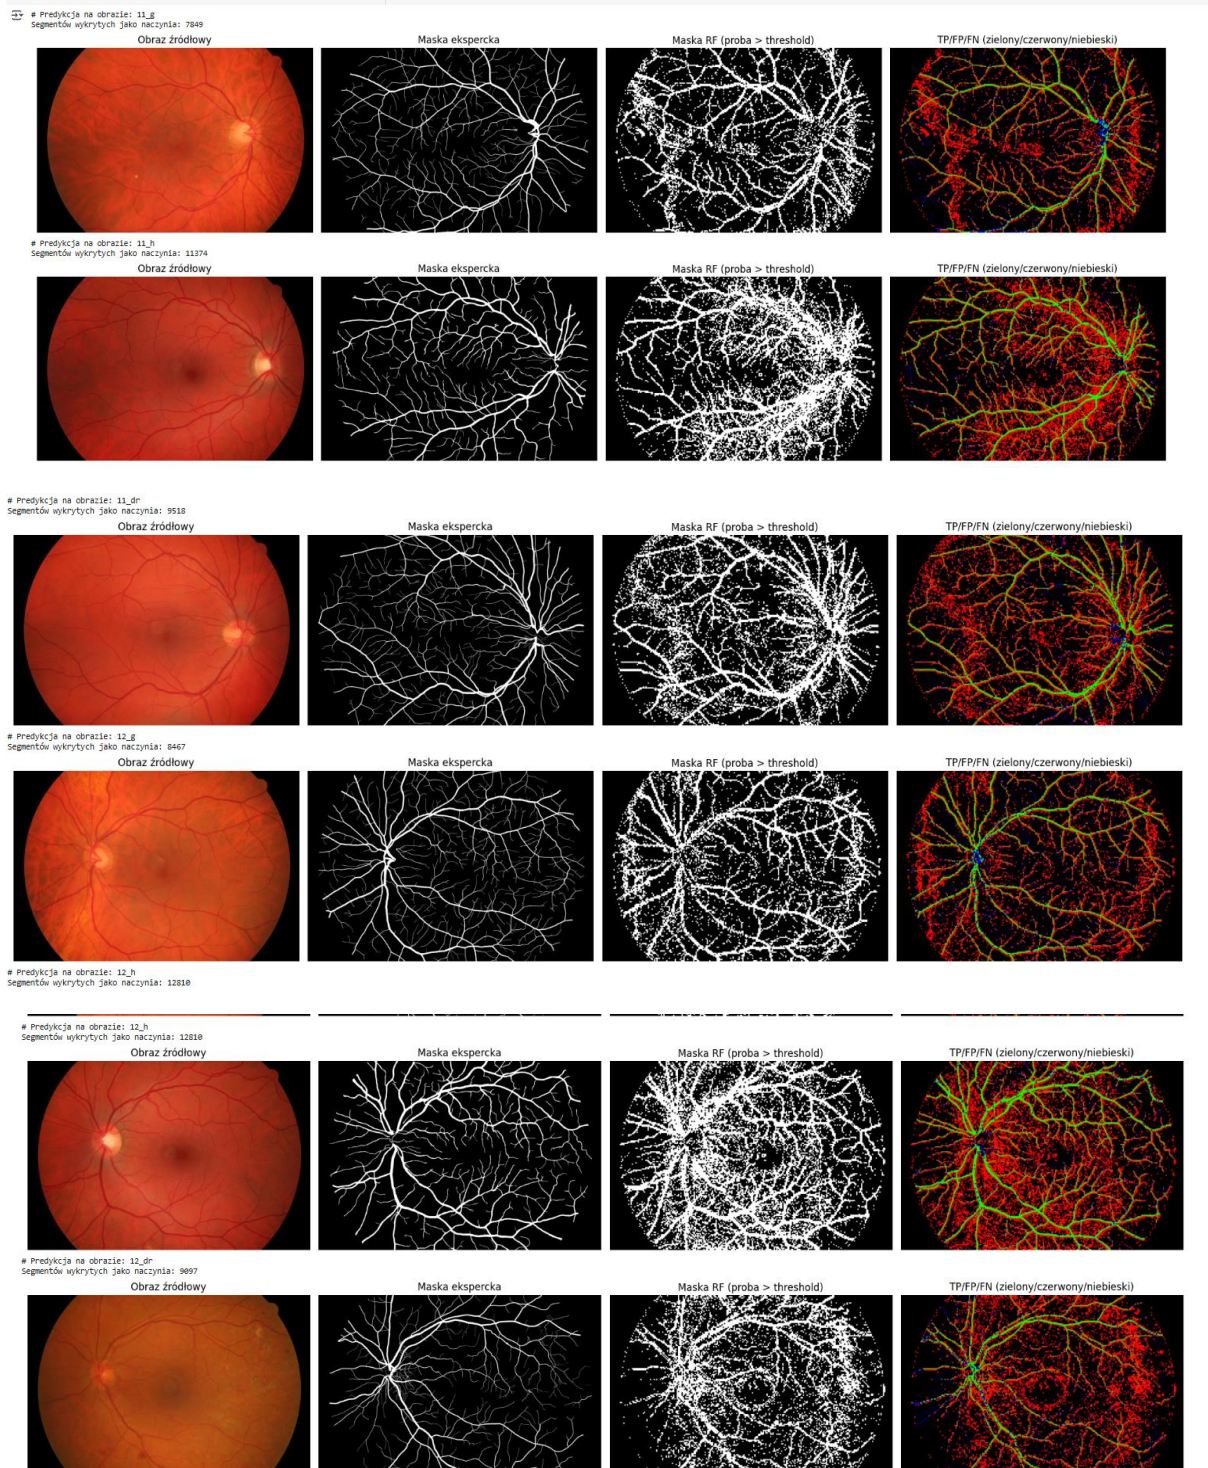 # Predykcja na obrazie: 11_g
Segmentów wykrytych jako naczynia: 7849
Obraz źródłowy Maska ekspercka Maska RF (proba > threshold) TP/FP/FN (zielony/czerwony/niebieski)
# Predykcja na obrazie: 11_h
Segmentów wykrytych jako naczynia: 11374
Obraz źródłowy Maska ekspercka Maska RF (proba > threshold) TP/FP/FN (zielony/czerwony/niebieski)
# Predykcja na obrazie: 11_dr
Segmentów wykrytych jako naczynia: 9518
Obraz źródłowy Maska ekspercka Maska RF (proba > threshold) TP/FP/FN (zielony/czerwony/niebieski)
# Predykcja na obrazie: 12_g
Segmentów wykrytych jako naczynia: 8467
Obraz źródłowy Maska ekspercka Maska RF (proba > threshold) TP/FP/FN (zielony/czerwony/niebieski)
# Predykcja na obrazie: 12_h
Segmentów wykrytych jako naczynia: 12810
# Predykcja na obrazie: 12_h
Segmentów wykrytych jako naczynia: 12810
Obraz źródłowy Maska ekspercka Maska RF (proba > threshold) TP/FP/FN (zielony/czerwony/niebieski)
# Predykcja na obrazie: 12_dr
Segmentów wykrytych jako naczynia: 9097
Obraz źródłowy Maska ekspercka Maska RF (proba > threshold) TP/FP/FN (zielony/czerwony/niebieski)